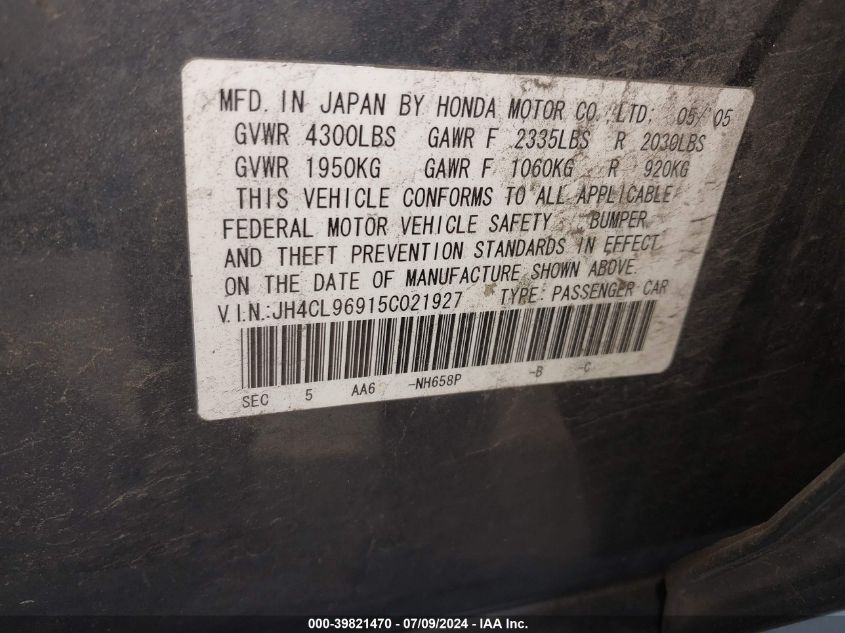 MFD. IN JAPAN BY HONDA MOTOR CO., LTD; 05/05
GVWR 4300LBS GAWR F 2335LBS R 2030LBS
GVWR 1950KG GAWR F 1060KG R 920KG
THIS VEHICLE CONFORMS TO ALL APPLICABLE
FEDERAL MOTOR VEHICLE SAFETY BUMPER
AND THEFT PREVENTION STANDARDS IN EFFECT
ON THE DATE OF MANUFACTURE SHOWN ABOVE.
V.I.N.:JH4CL96915C021927 TYPE: PASSENGER CAR
SEC 5 AA6 -NH658P -B -C
000-39821470 - 07/09/2024 - IAA Inc.